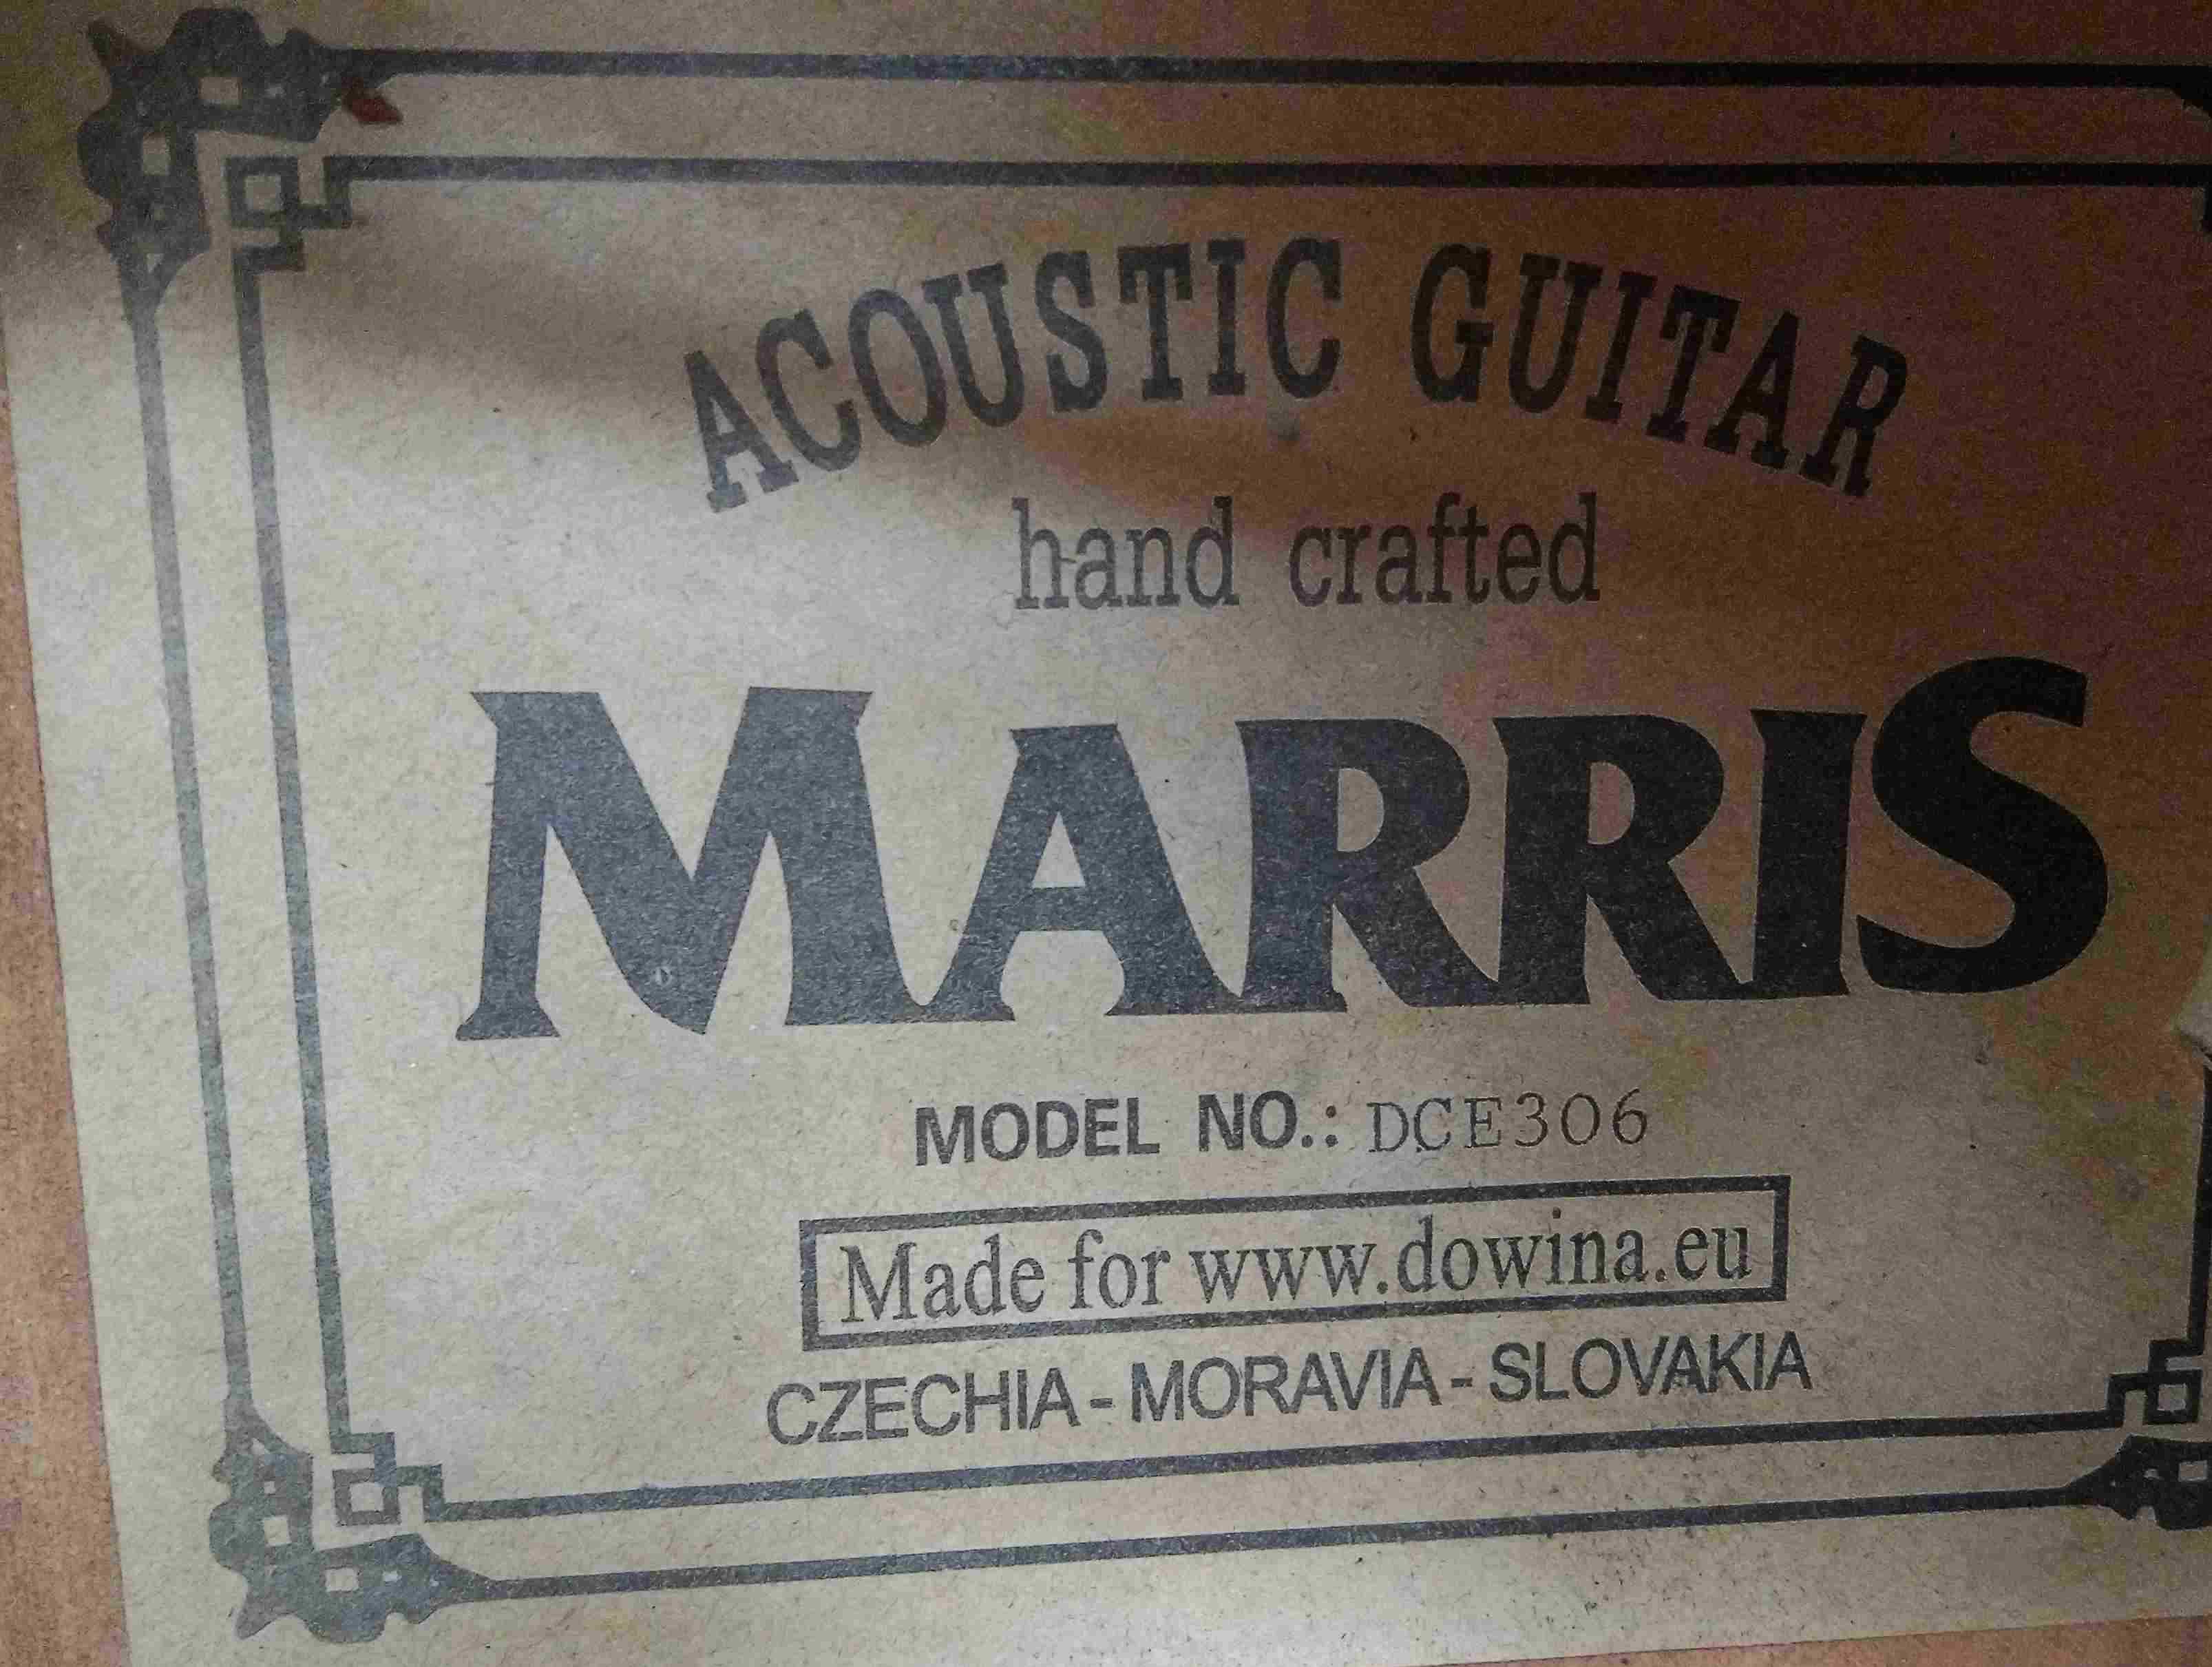 ACOUSTIC GUITAR
hand crafted
MARRIS
MODEL NO.: DCE306
Made for www.dowina.eu
CZECHIA - MORAVIA - SLOVAKIA